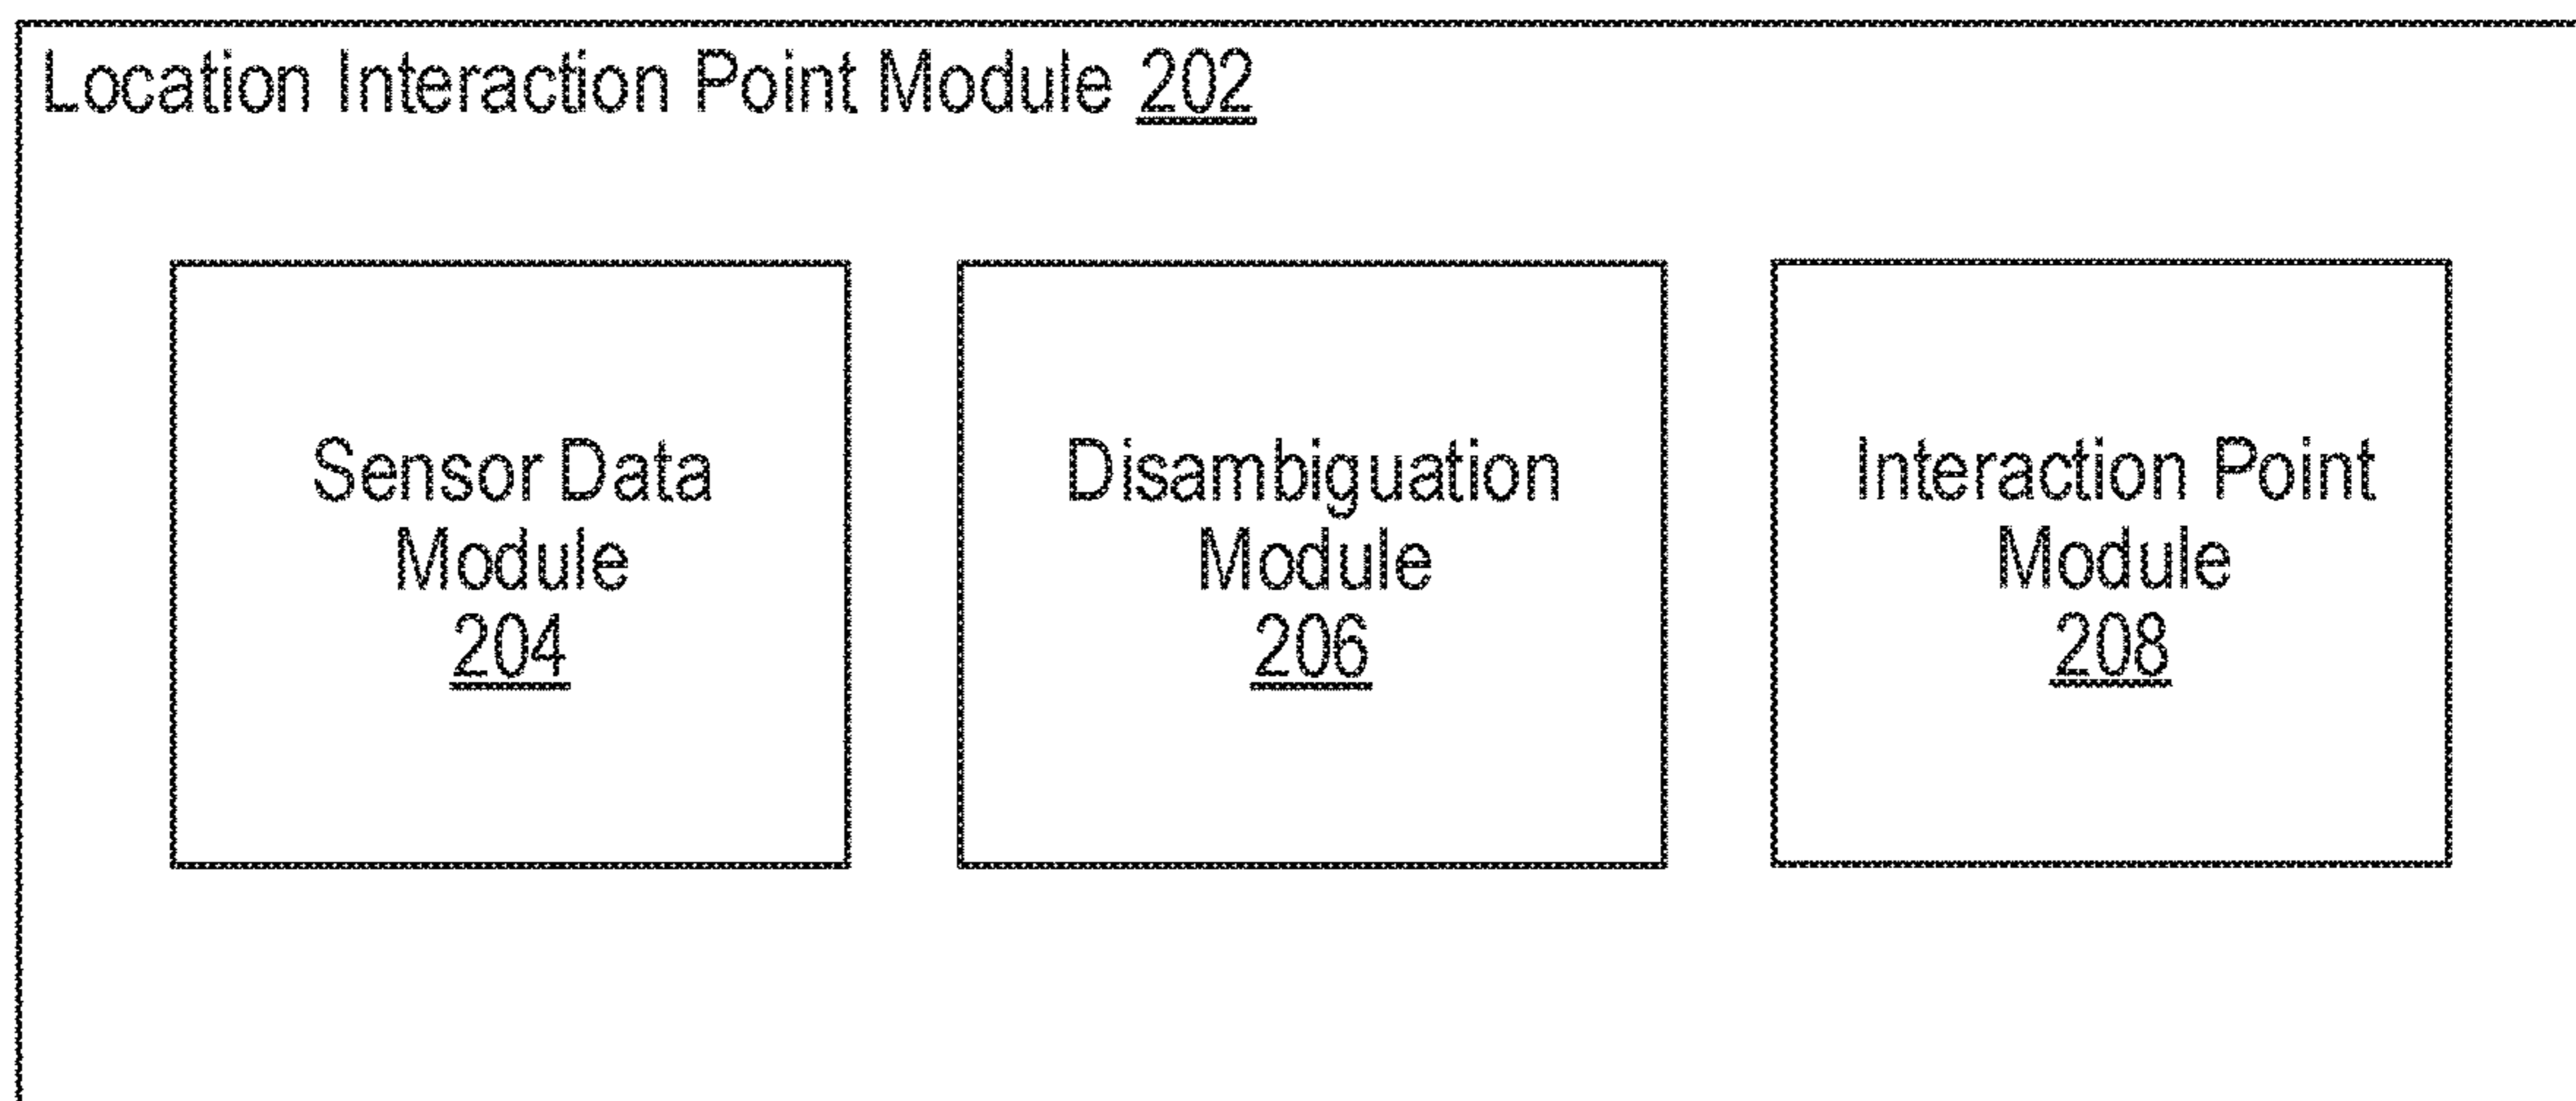 Location Interaction Point Module 202
Sensor Data
Module
204
Disambiguation
Module
206
Interaction Point
Module
208